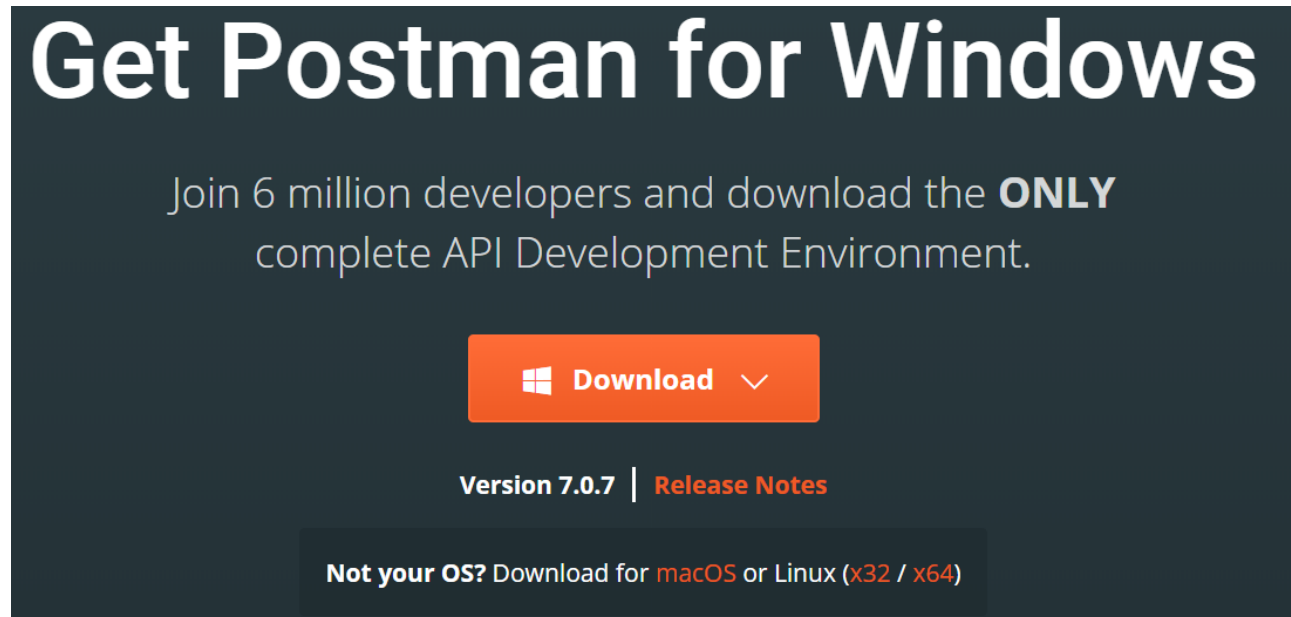 Get Postman for Windows
Join 6 million developers and download the ONLY
complete API Development Environment.
Download
Version 7.0.7 | Release Notes
Not your OS? Download for macOS or Linux (x32 / x64)